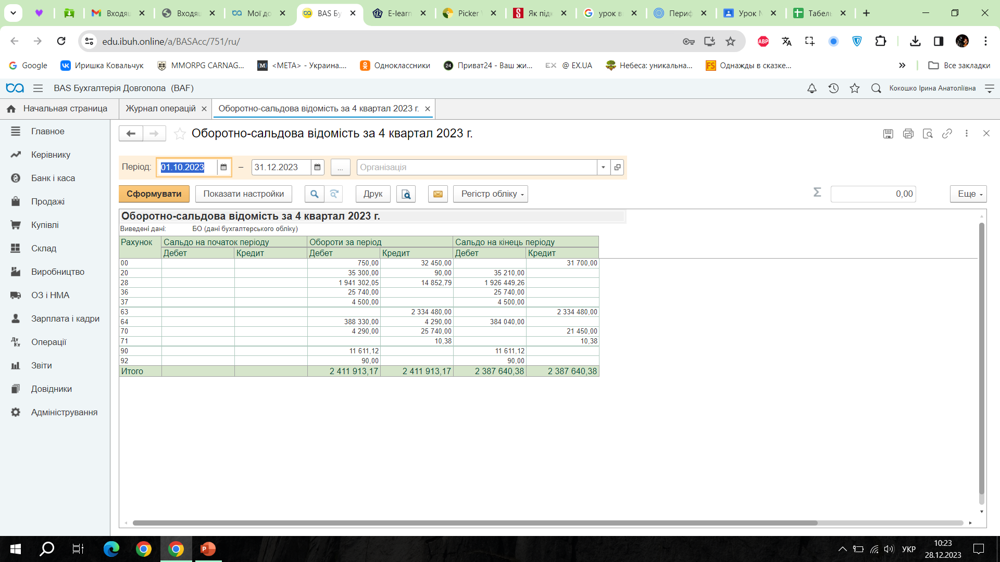 Входящ
Входящ
Мої до
BAS Бу
E-learn
Picker
Як підк
урок в
Периф
Урок
Табель
edu.ibuh.online/a/BASAcc/751/ru/
ABP
Google
Иришка Ковальчук
MMORPG CARNAG...
<МЕТА> - Украина....
Одноклассники
24 Приват24 - Ваш жи...
EX @ EX.UA
Небеса: уникальна...
FS Однажды в сказке...
Все закладки
BAS Бухгалтерія Довгопола (BAF)
Кокошко Ірина Анатоліївна
Начальная страница
Журнал операцій
Оборотно-сальдова відомість за 4 квартал 2023 г.
Главное
Керівнику
Банк і каса
Продажі
Купівлі
Склад
Виробництво
ОЗ і НМА
Зарплата і кадри
Дт Кт Операції
Звіти
Довідники
Адміністрування
Оборотно-сальдова відомість за 4 квартал 2023 г.
Період: 01.10.2023 – 31.12.2023 ... Організація
Сформувати Показати настройки Друк Регістр обліку Σ 0,00 Еще
Оборотно-сальдова відомість за 4 квартал 2023 г.
Виведені дані: БО (дані бухгалтерського обліку)
Рахунок Сальдо на початок періоду Обороти за період Сальдо на кінець періоду
Дебет Кредит Дебет Кредит Дебет Кредит
00 750,00 32 450,00 31 700,00
20 35 300,00 90,00 35 210,00
28 1 941 302,05 14 852,79 1 926 449,26
36 25 740,00 25 740,00
37 4 500,00 4 500,00
63 2 334 480,00 2 334 480,00
64 388 330,00 4 290,00 384 040,00
70 4 290,00 25 740,00 21 450,00
71 10,38 10,38
90 11 611,12 11 611,12
92 90,00 90,00
Итого 2 411 913,17 2 411 913,17 2 387 640,38 2 387 640,38
УКР
10:23
28.12.2023